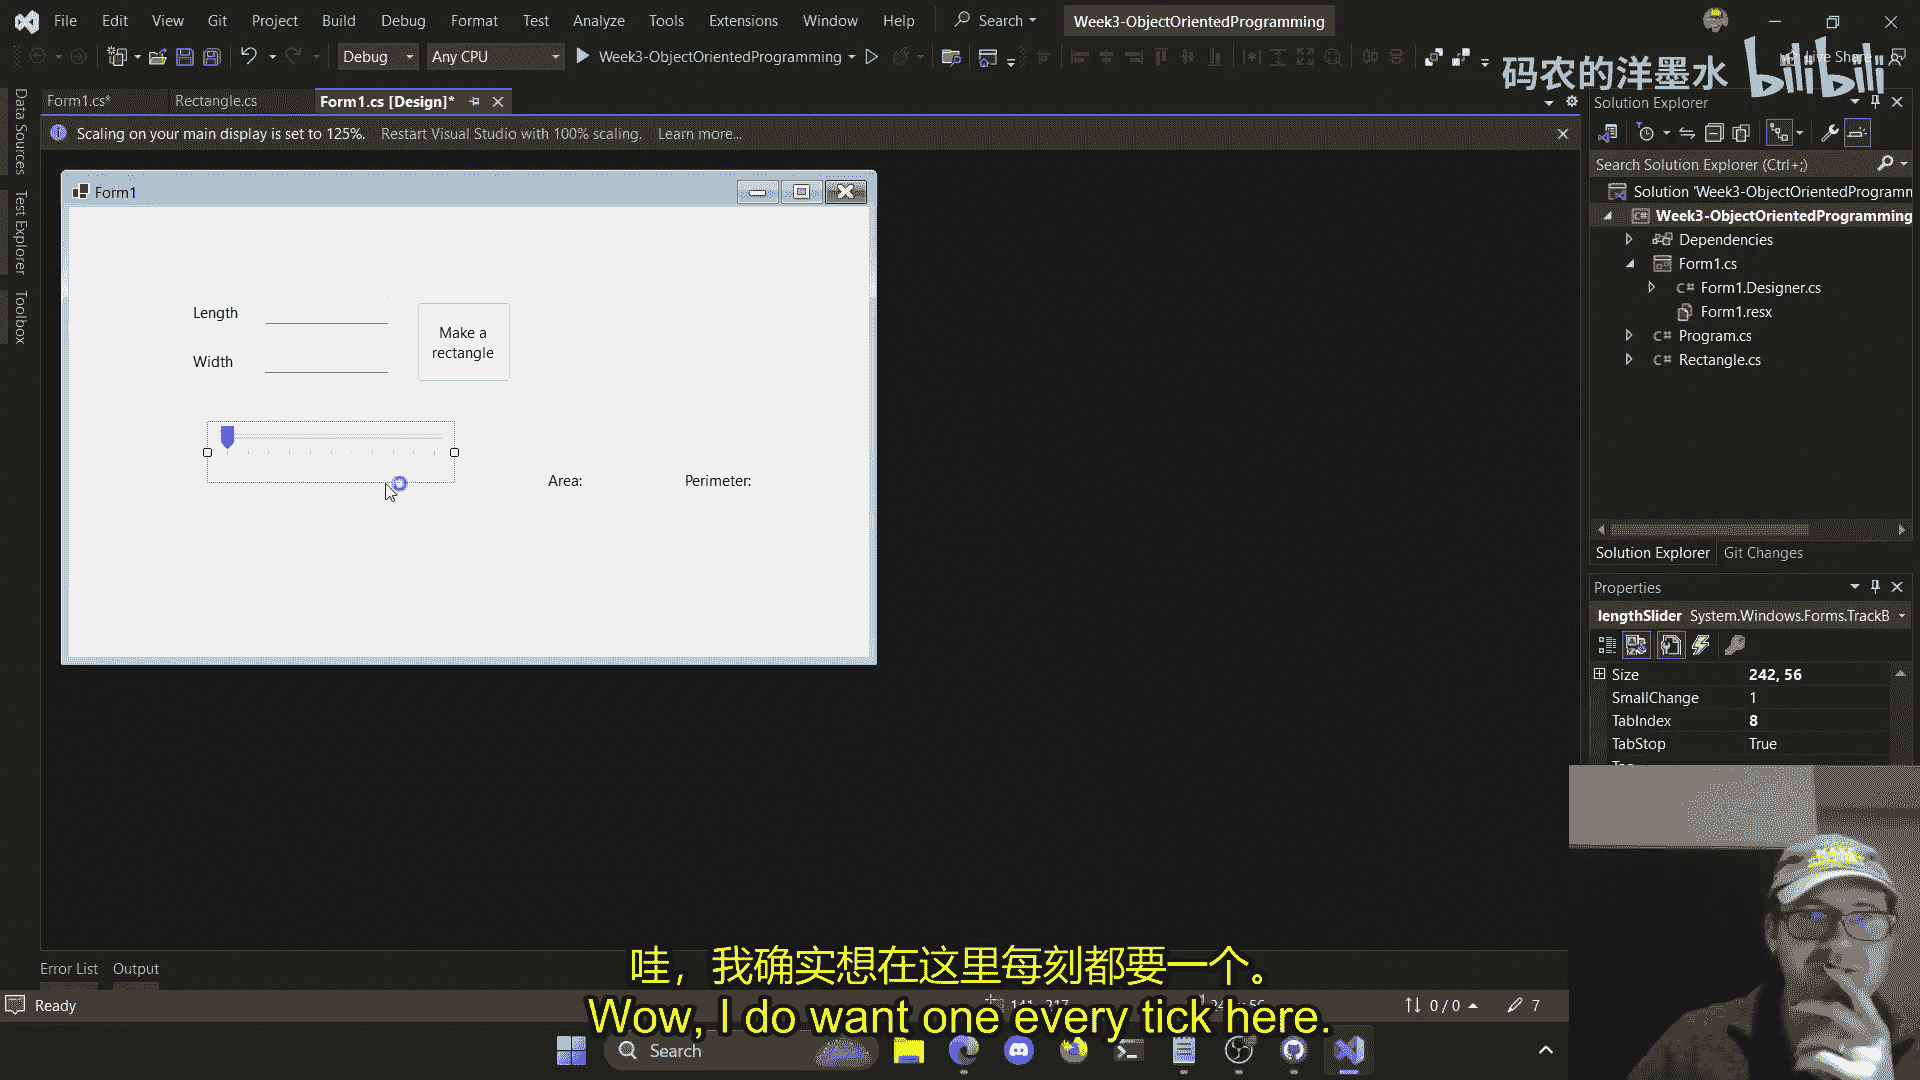 File Edit View Git Project Build Debug Format Test Analyze Tools Extensions Window Help Search Week3-ObjectOrientedProgramming
Debug Any CPU Week3-ObjectOrientedProgramming Live Share
码农的洋墨水 bilibili
Form1.cs* Rectangle.cs Form1.cs [Design]*
Scaling on your main display is set to 125%. Restart Visual Studio with 100% scaling. Learn more...
Data Sources
Test Explorer
Toolbox
Form1
Length
Make a
rectangle
Width
Area: Perimeter:
Solution Explorer
Search Solution Explorer (Ctrl+;)
Solution 'Week3-ObjectOrientedProgramm
Week3-ObjectOrientedProgramming
Dependencies
Form1.cs
C# Form1.Designer.cs
Form1.resx
C# Program.cs
C# Rectangle.cs
Solution Explorer Git Changes
Properties
lengthSlider System.Windows.Forms.TrackB
Size 242, 56
SmallChange 1
TabIndex 8
TabStop True
Error List Output
哇，我确实想在这里每刻都要一个。
Wow, I do want one every tick here.
Ready 0 / 0 7
Search